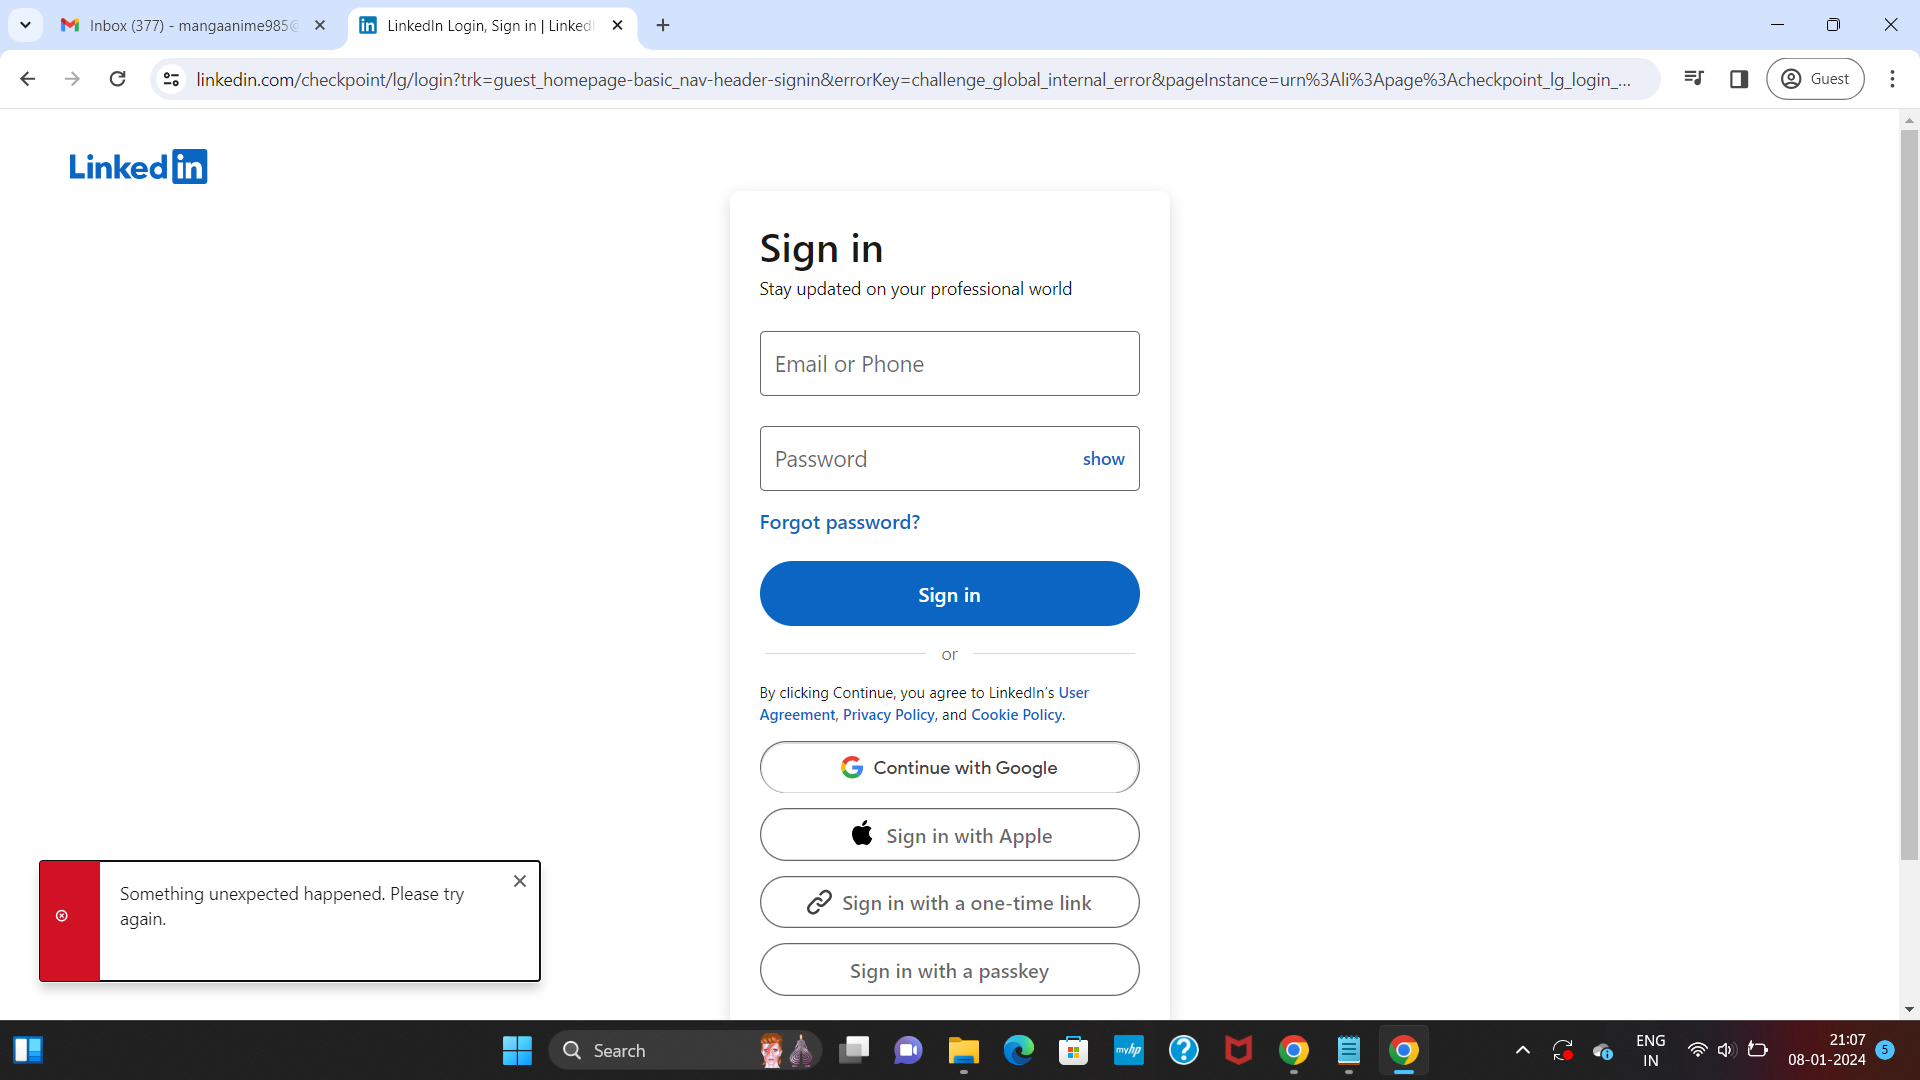 Inbox (377) - mangaanime985@
LinkedIn Login, Sign in | Linked
linkedin.com/checkpoint/lg/login?trk=guest_homepage-basic_nav-header-signin&errorKey=challenge_global_internal_error&pageInstance=urn%3Ali%3Apage%3Acheckpoint_lg_login_...
Guest
Linked in
Sign in
Stay updated on your professional world
Email or Phone
Password
show
Forgot password?
Sign in
or
By clicking Continue, you agree to LinkedIn's User
Agreement, Privacy Policy, and Cookie Policy.
Continue with Google
Sign in with Apple
Sign in with a one-time link
Sign in with a passkey
Something unexpected happened. Please try
again.
Search
myhp
ENG
IN
21:07
08-01-2024
5